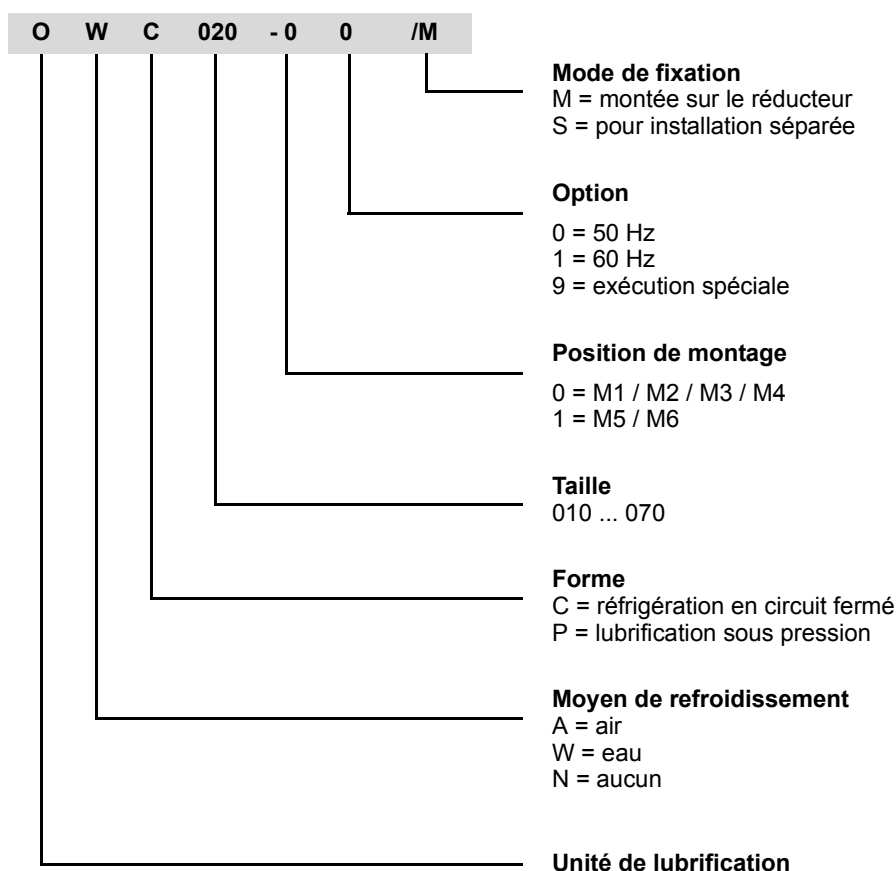 O W C 020 - 0 0 /M
Mode de fixation
M = montée sur le réducteur
S = pour installation séparée
Option
0 = 50 Hz
1 = 60 Hz
9 = exécution spéciale
Position de montage
0 = M1 / M2 / M3 / M4
1 = M5 / M6
Taille
010 ... 070
Forme
C = réfrigération en circuit fermé
P = lubrification sous pression
Moyen de refroidissement
A = air
W = eau
N = aucun
Unité de lubrification